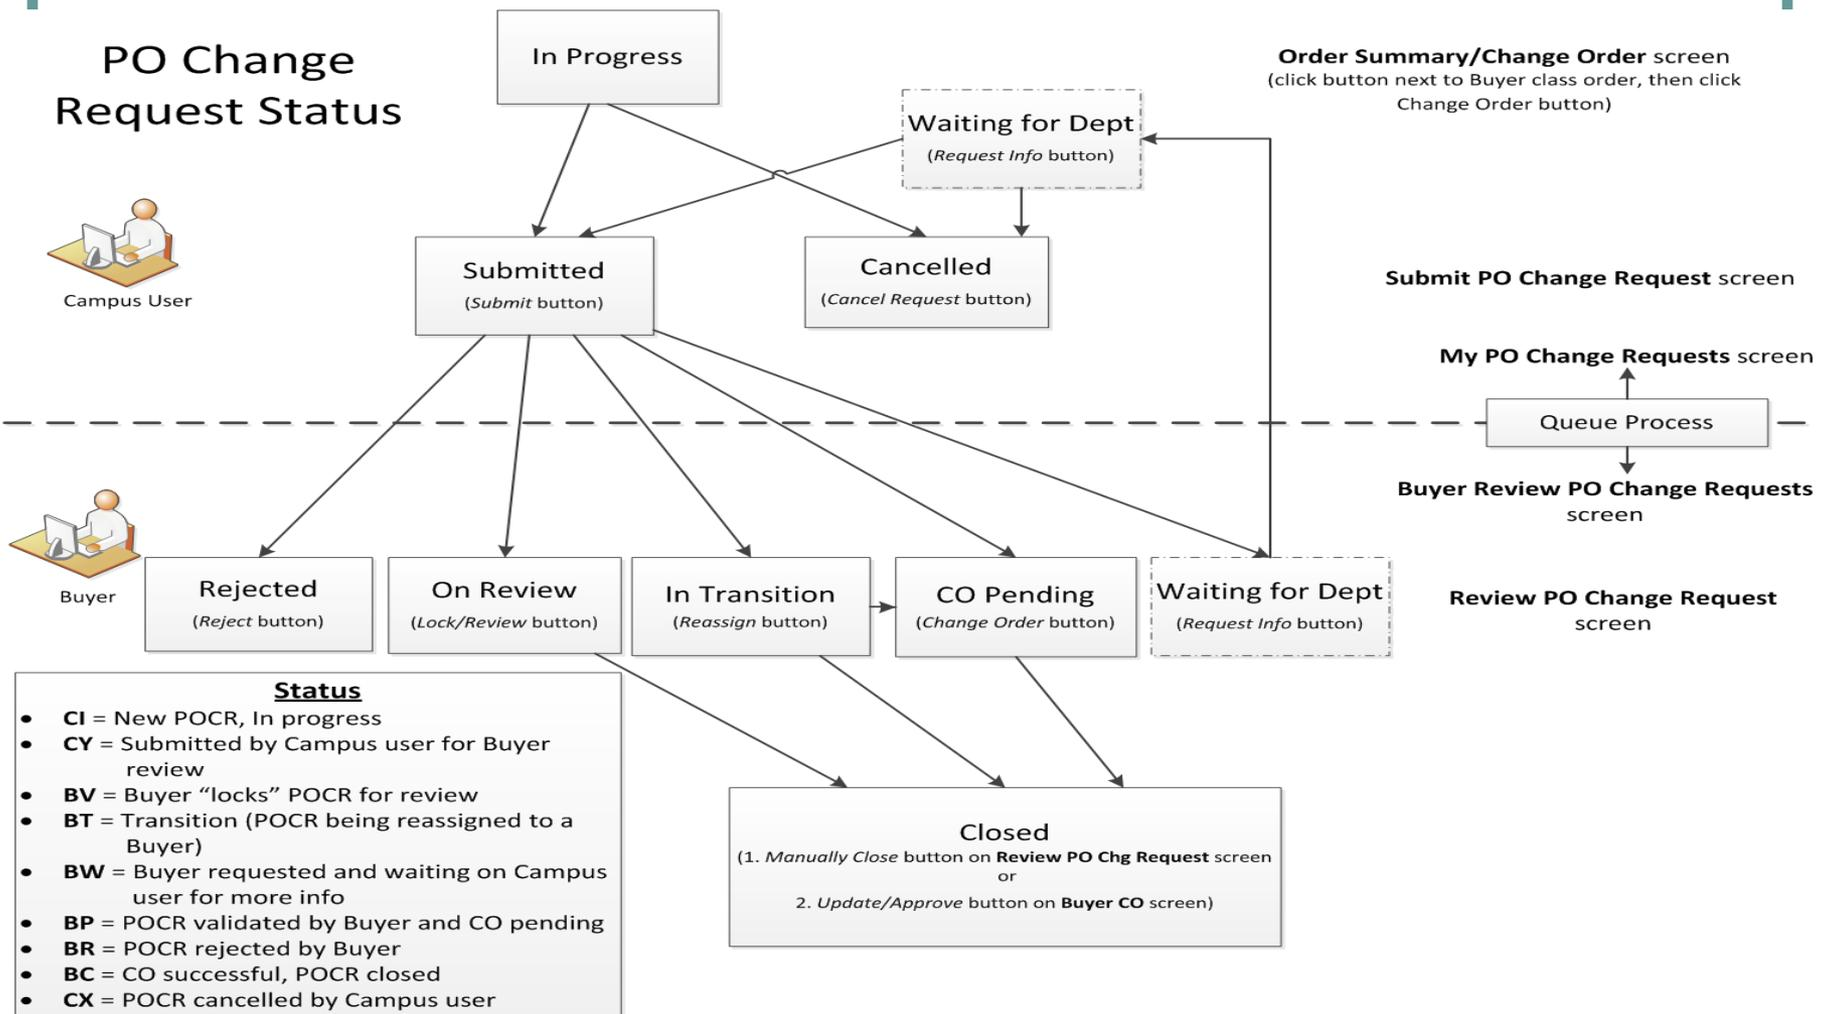 PO Change
Request Status
In Progress
Order Summary/Change Order screen
(click button next to Buyer class order, then click
Change Order button)
Waiting for Dept
(Request Info button)
Campus User
Submitted
(Submit button)
Cancelled
(Cancel Request button)
Submit PO Change Request screen
My PO Change Requests screen
Queue Process
Buyer Review PO Change Requests
screen
Buyer
Rejected
(Reject button)
On Review
(Lock/Review button)
In Transition
(Reassign button)
CO Pending
(Change Order button)
Waiting for Dept
(Request Info button)
Review PO Change Request
screen
Status
• CI = New POCR, In progress
• CY = Submitted by Campus user for Buyer
review
• BV = Buyer “locks” POCR for review
• BT = Transition (POCR being reassigned to a
Buyer)
• BW = Buyer requested and waiting on Campus
user for more info
• BP = POCR validated by Buyer and CO pending
• BR = POCR rejected by Buyer
• BC = CO successful, POCR closed
• CX = POCR cancelled by Campus user
Closed
(1. Manually Close button on Review PO Chg Request screen
or
2. Update/Approve button on Buyer CO screen)